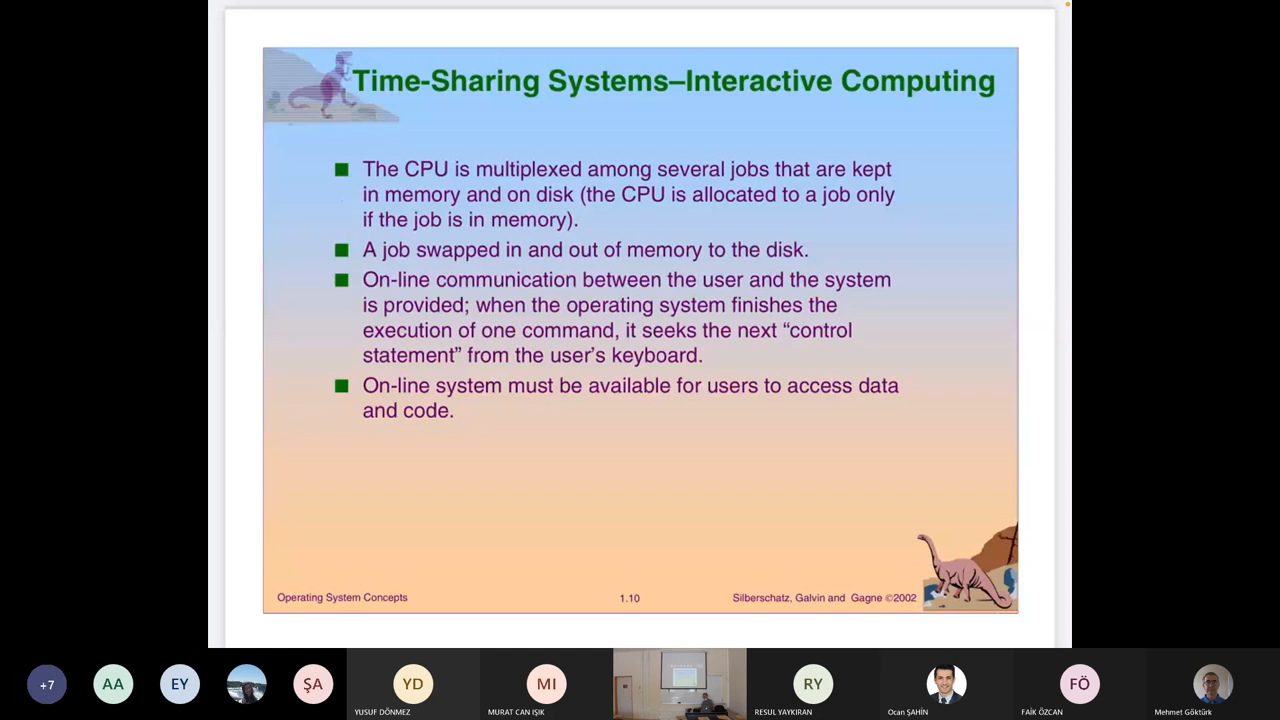 Time-Sharing Systems–Interactive Computing
The CPU is multiplexed among several jobs that are kept
in memory and on disk (the CPU is allocated to a job only
if the job is in memory).
A job swapped in and out of memory to the disk.
On-line communication between the user and the system
is provided; when the operating system finishes the
execution of one command, it seeks the next “control
statement” from the user’s keyboard.
On-line system must be available for users to access data
and code.
Operating System Concepts
1.10
Silberschatz, Galvin and Gagne ©2002
+7
AA
EY
ŞA
YD
MI
RY
FÖ
YUSUF DÖNMEZ
MURAT CAN IŞIK
RESUL YAYKIRAN
Ocan ŞAHİN
FAİK ÖZCAN
Mehmet Göktürk